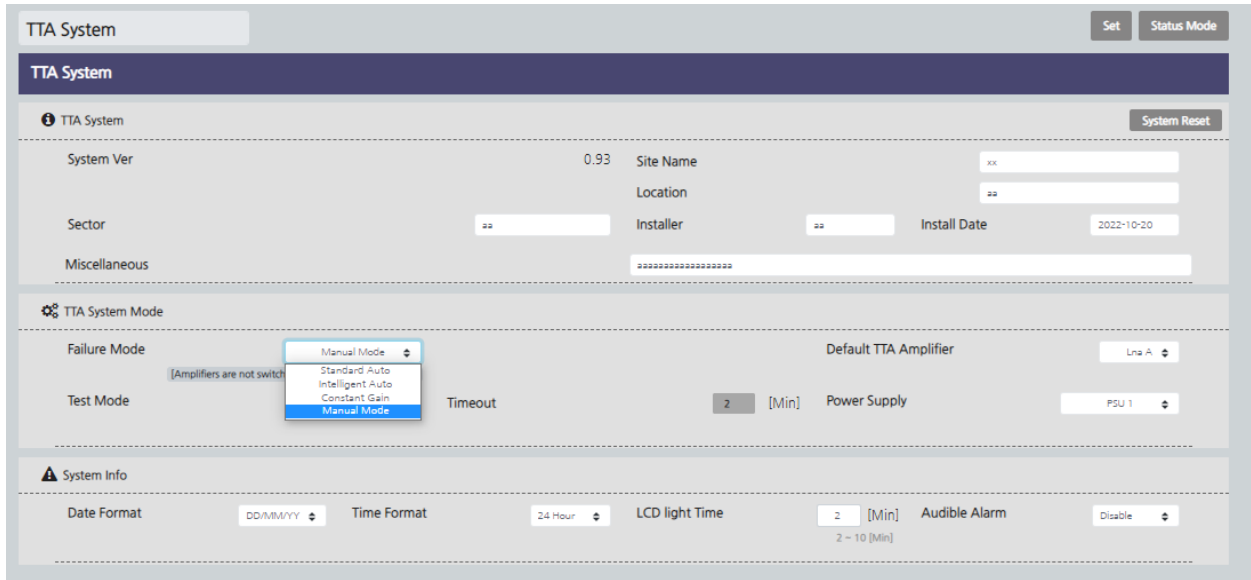 TTA System Set Status Mode
TTA System
TTA System System Reset
System Ver 0.93 Site Name xx
Location aa
Sector aa Installer aa Install Date 2022-10-20
Miscellaneous aaaaaaaaaaaaaaaaaa
TTA System Mode
Failure Mode Manual Mode Default TTA Amplifier Lna A
[Amplifiers are not switch
Standard Auto
Intelligent Auto
Constant Gain
Manual Mode
Test Mode Timeout 2 [Min] Power Supply PSU 1
System Info
Date Format DD/MM/YY Time Format 24 Hour LCD light Time 2 [Min] Audible Alarm Disable
2 ~ 10 [Min]